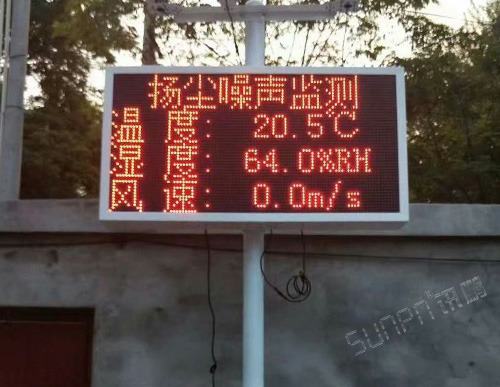 扬尘噪声监测
温 度: 20.5℃
湿 度: 64.0%RH
风 速: 0.0m/s
sunpn讯鹏